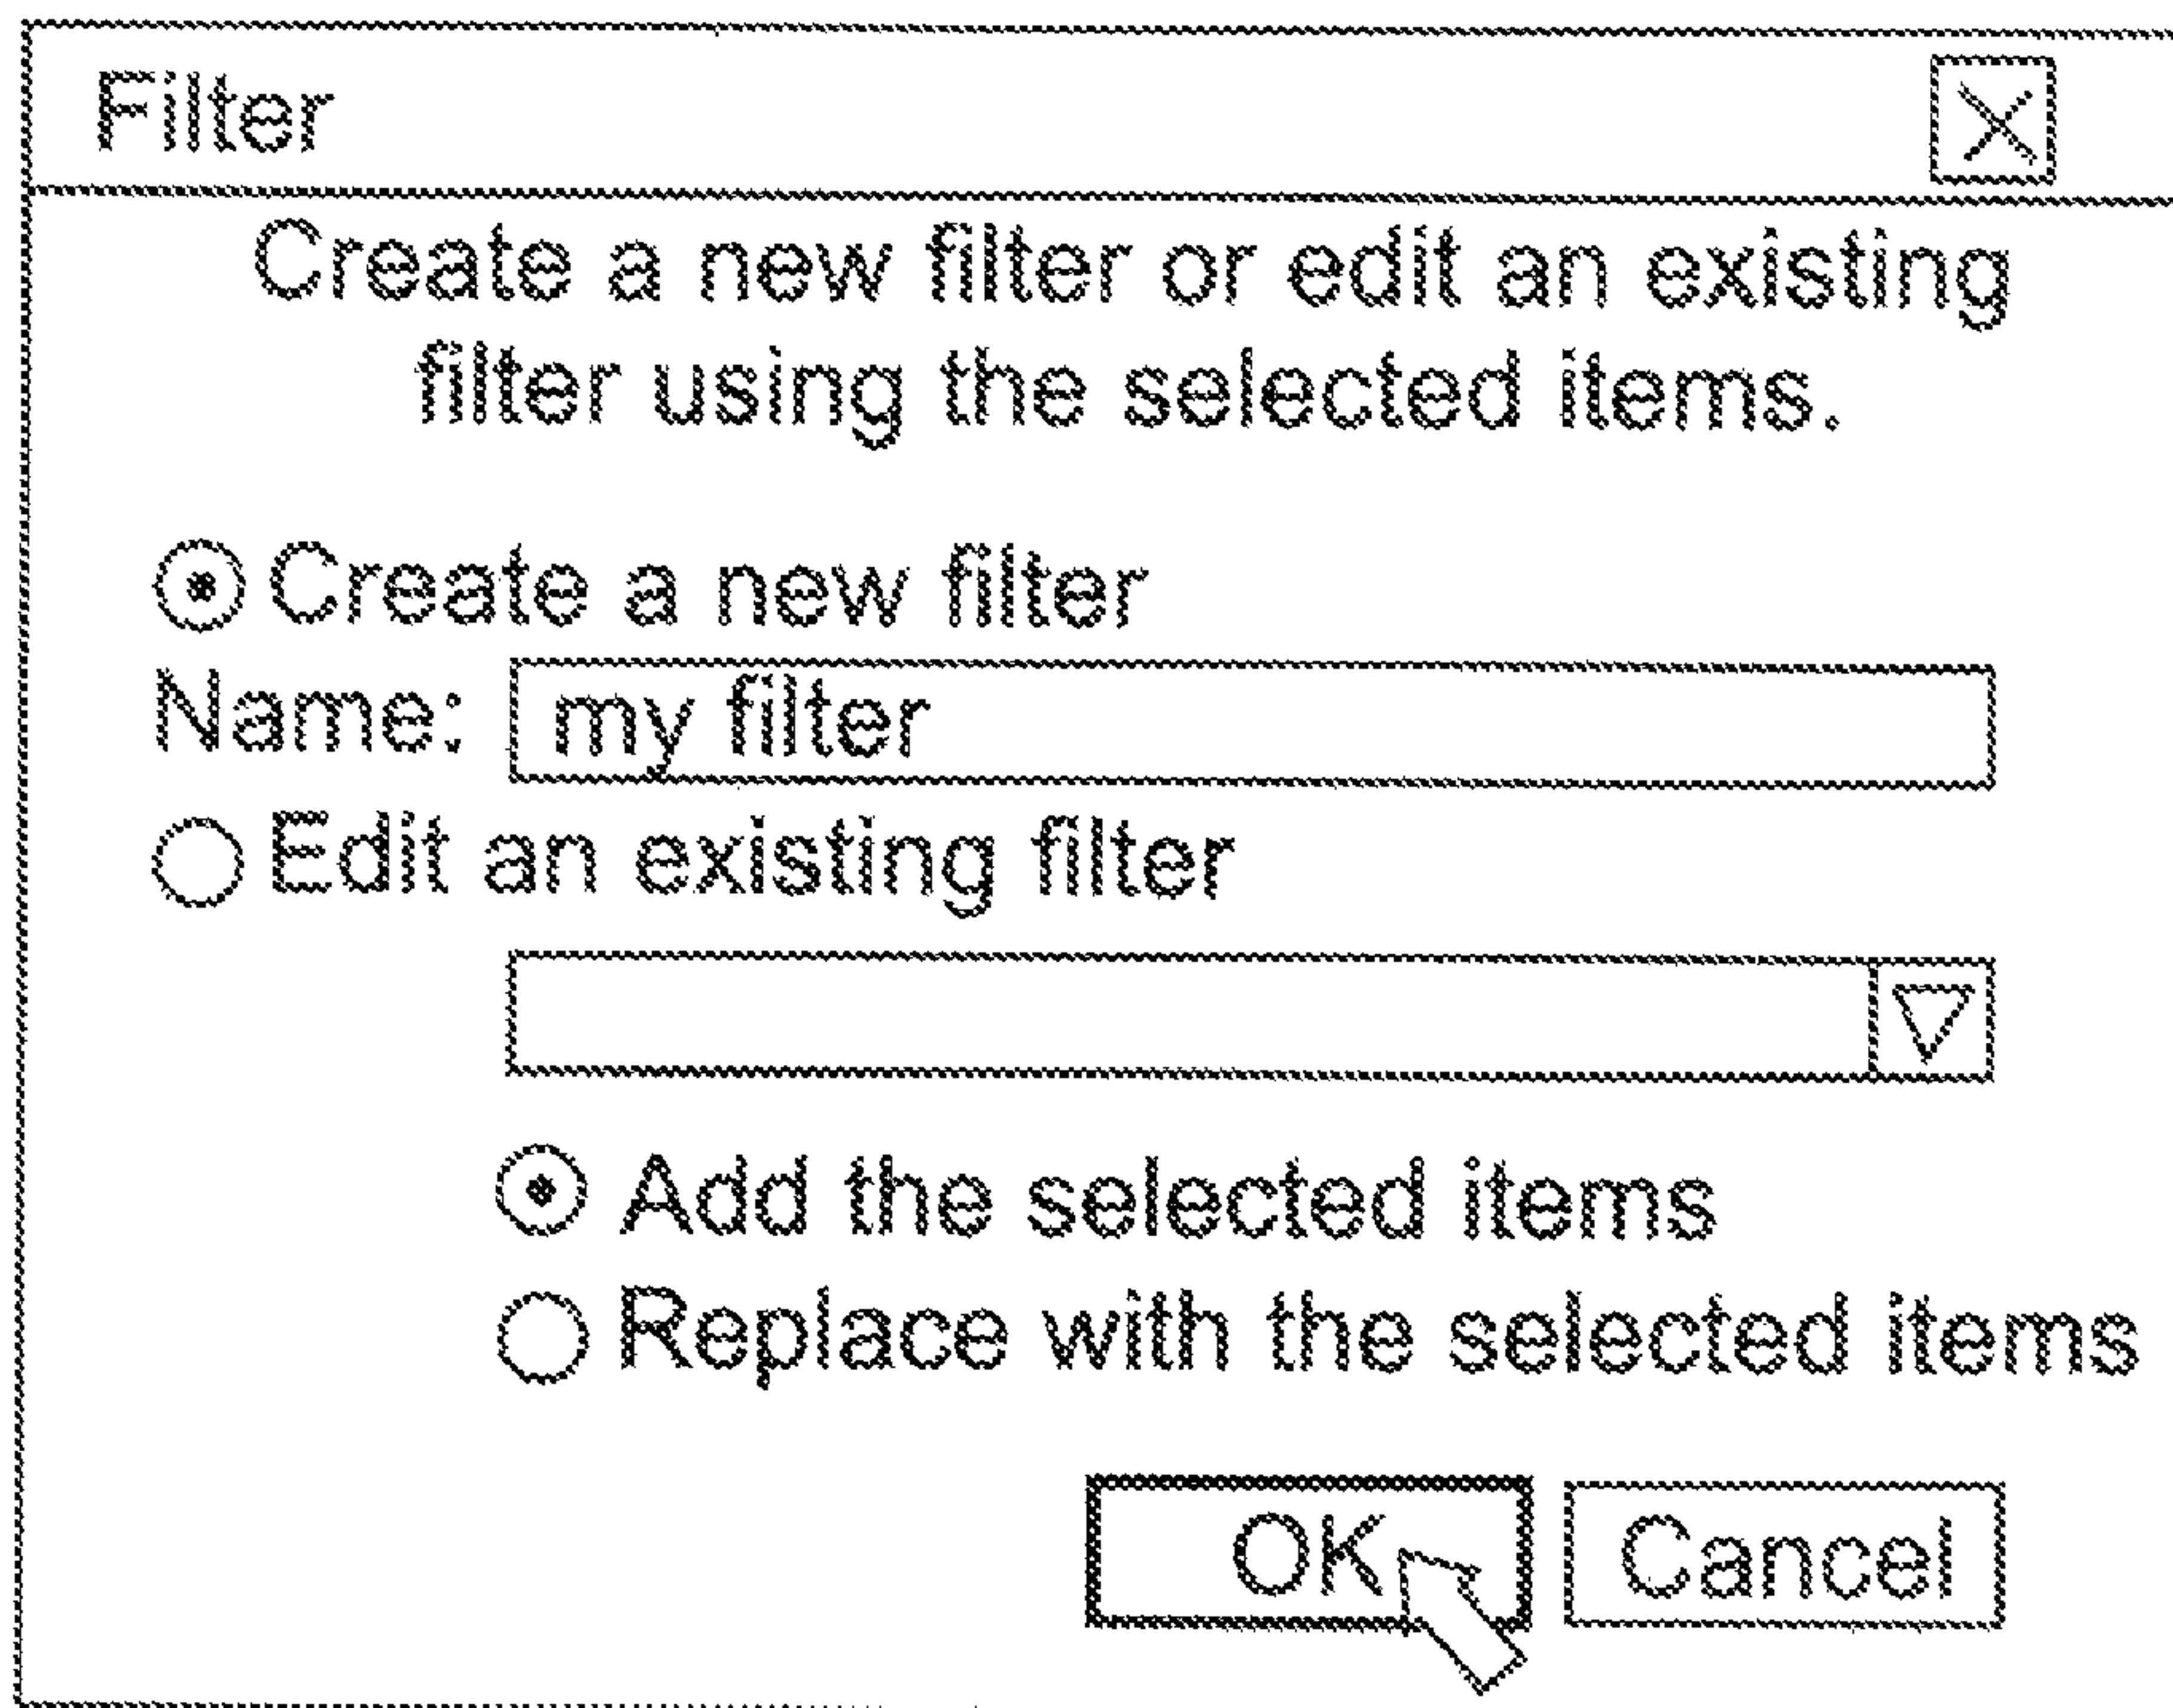 Filter
Create a new filter or edit an existing
filter using the selected items.
Create a new filter
Name: my filter
Edit an existing filter
Add the selected items
Replace with the selected items
OK Cancel